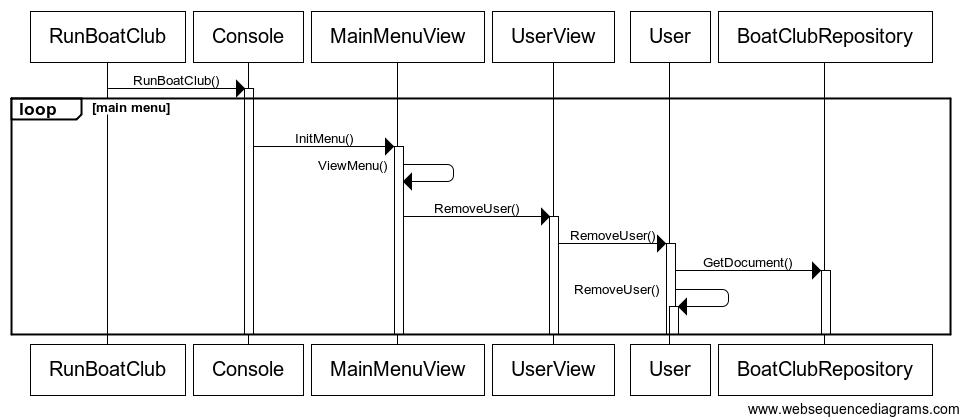 RunBoatClub Console MainMenuView UserView User BoatClubRepository
RunBoatClub()
loop [main menu]
InitMenu()
ViewMenu()
RemoveUser()
RemoveUser()
GetDocument()
RemoveUser()
RunBoatClub Console MainMenuView UserView User BoatClubRepository
www.websequencediagrams.com